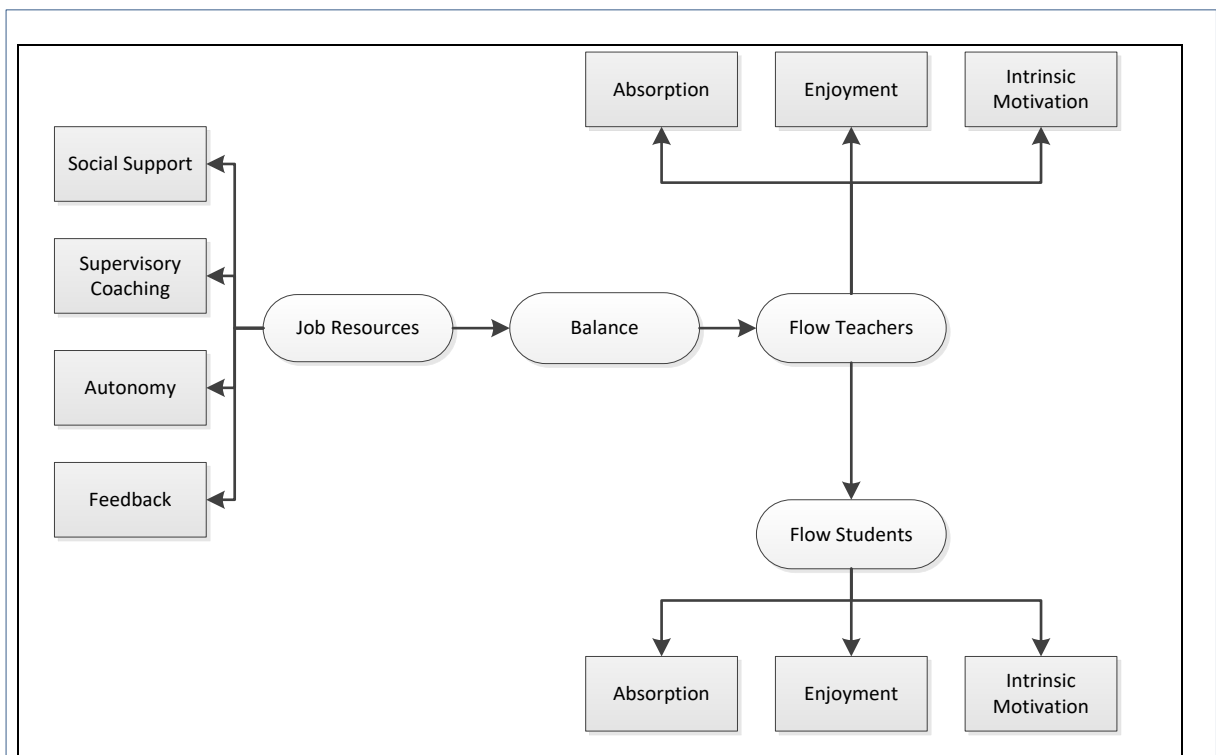 Absorption
Enjoyment
Intrinsic
Motivation
Social Support
Supervisory
Coaching
Job Resources
Balance
Flow Teachers
Autonomy
Feedback
Flow Students
Absorption
Enjoyment
Intrinsic
Motivation